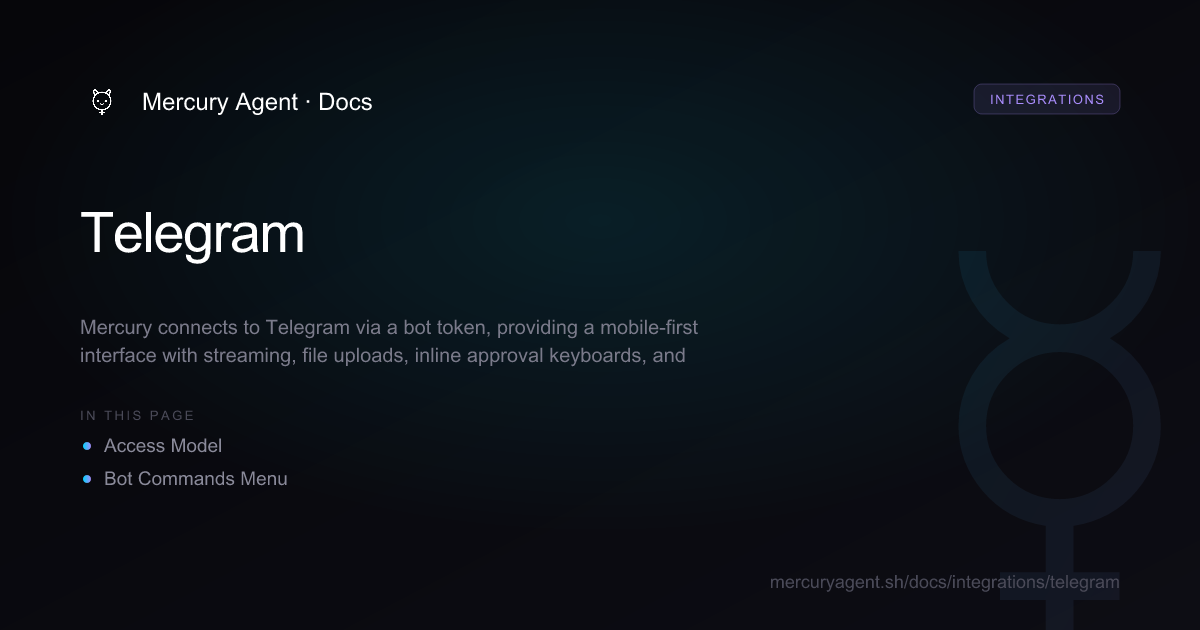 Mercury Agent · Docs
INTEGRATIONS
Telegram
Mercury connects to Telegram via a bot token, providing a mobile-first
interface with streaming, file uploads, inline approval keyboards, and
IN THIS PAGE
Access Model
Bot Commands Menu
mercuryagent.sh/docs/integrations/telegram